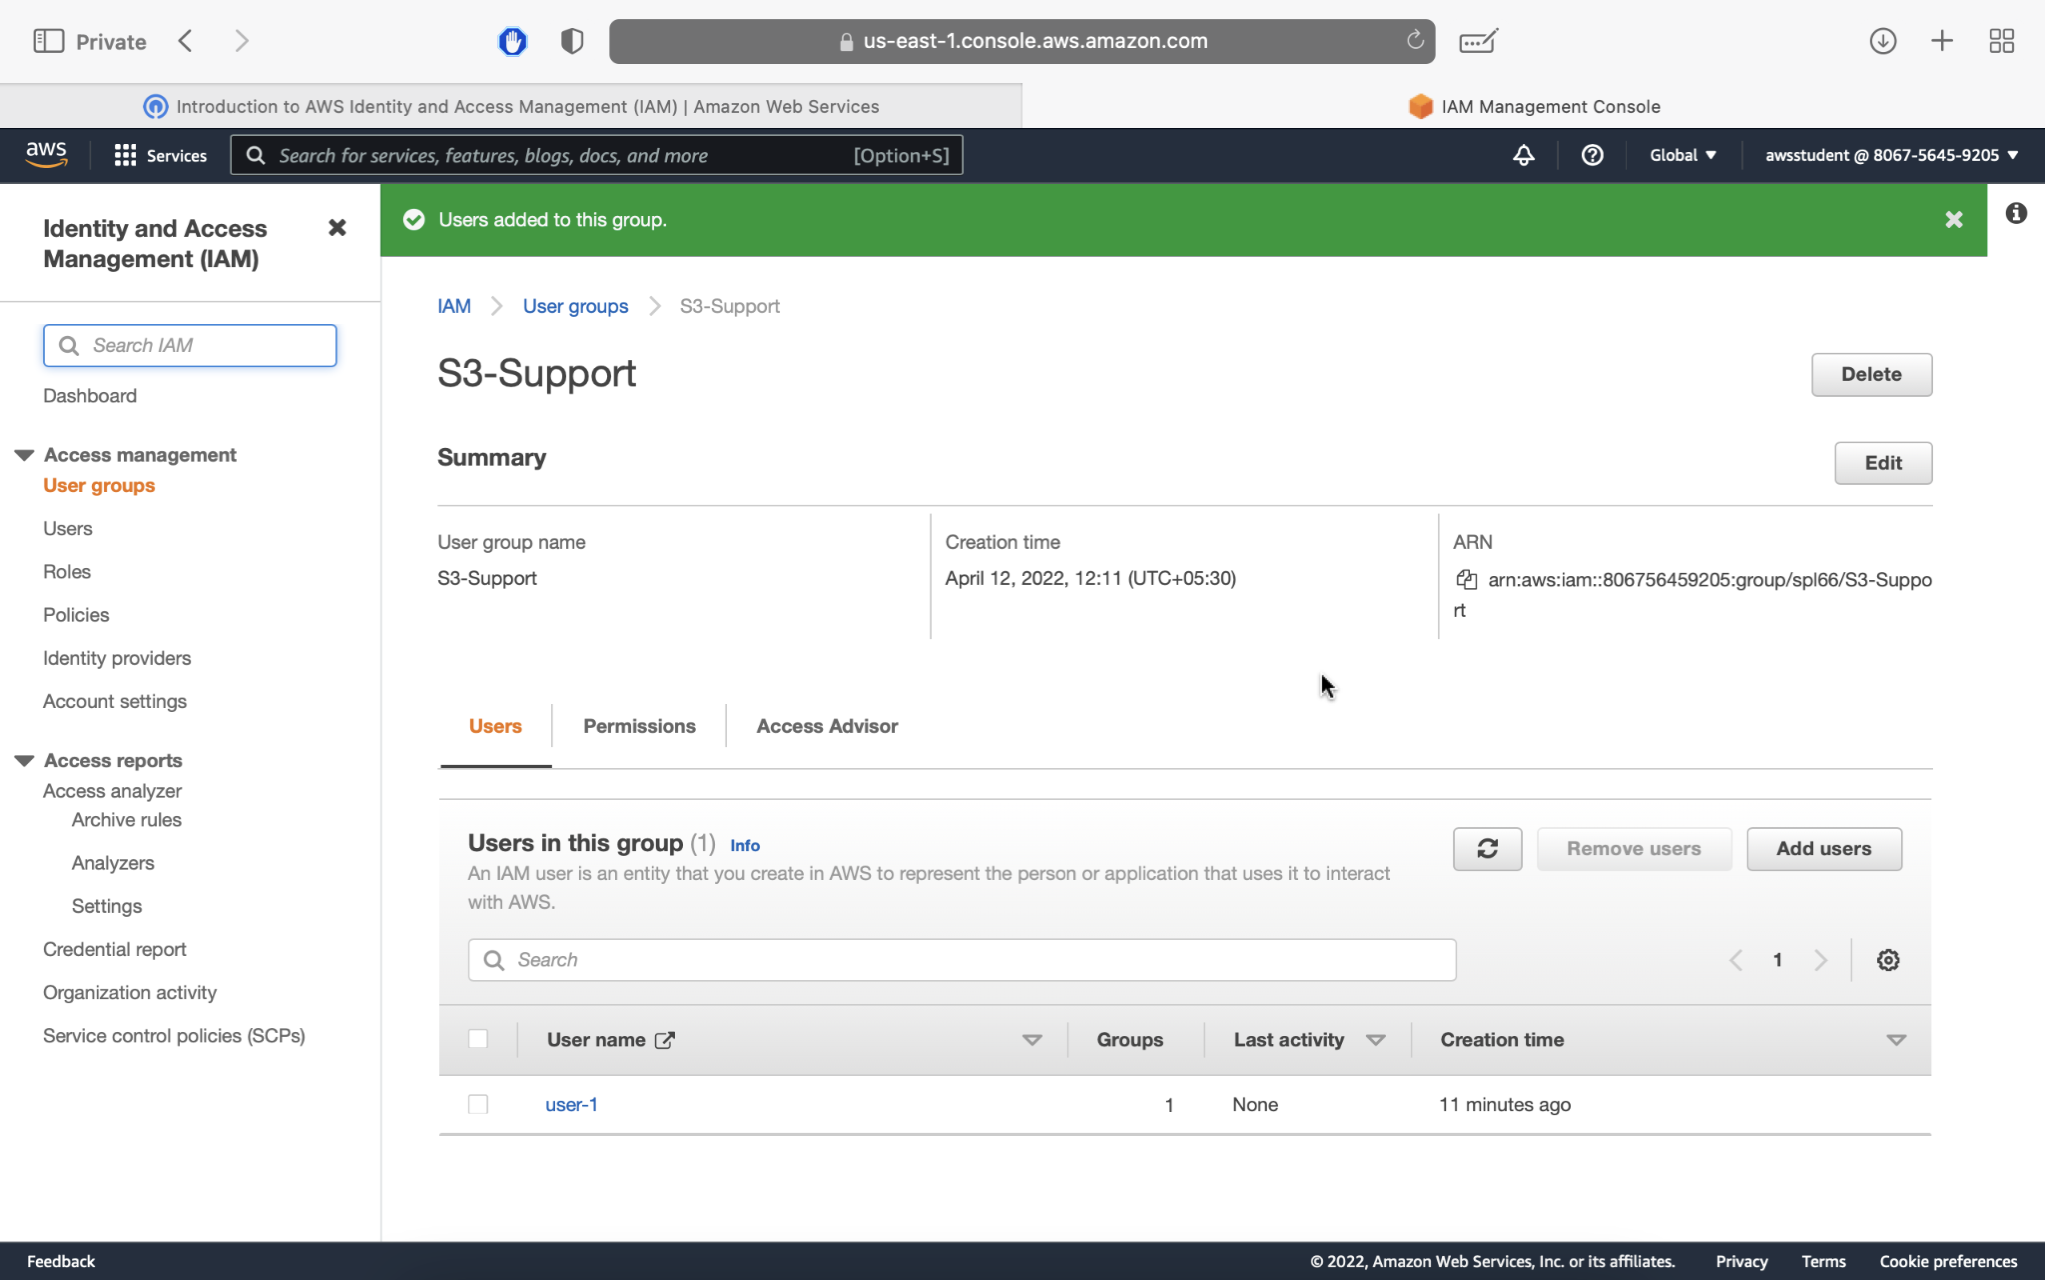 Private
us-east-1.console.aws.amazon.com
Introduction to AWS Identity and Access Management (IAM) | Amazon Web Services
IAM Management Console
aws
Services
Search for services, features, blogs, docs, and more
[Option+S]
Global
awsstudent @ 8067-5645-9205
Identity and Access
Management (IAM)
Search IAM
Dashboard
Access management
User groups
Users
Roles
Policies
Identity providers
Account settings
Access reports
Access analyzer
Archive rules
Analyzers
Settings
Credential report
Organization activity
Service control policies (SCPs)
Users added to this group.
IAM
User groups
S3-Support
S3-Support
Delete
Summary
Edit
User group name
S3-Support
Creation time
April 12, 2022, 12:11 (UTC+05:30)
ARN
arn:aws:iam::806756459205:group/spl66/S3-Suppo
rt
Users
Permissions
Access Advisor
Users in this group (1) Info
An IAM user is an entity that you create in AWS to represent the person or application that uses it to interact
with AWS.
Remove users
Add users
Search
1
User name
Groups
Last activity
Creation time
user-1
1
None
11 minutes ago
Feedback
© 2022, Amazon Web Services, Inc. or its affiliates.
Privacy
Terms
Cookie preferences